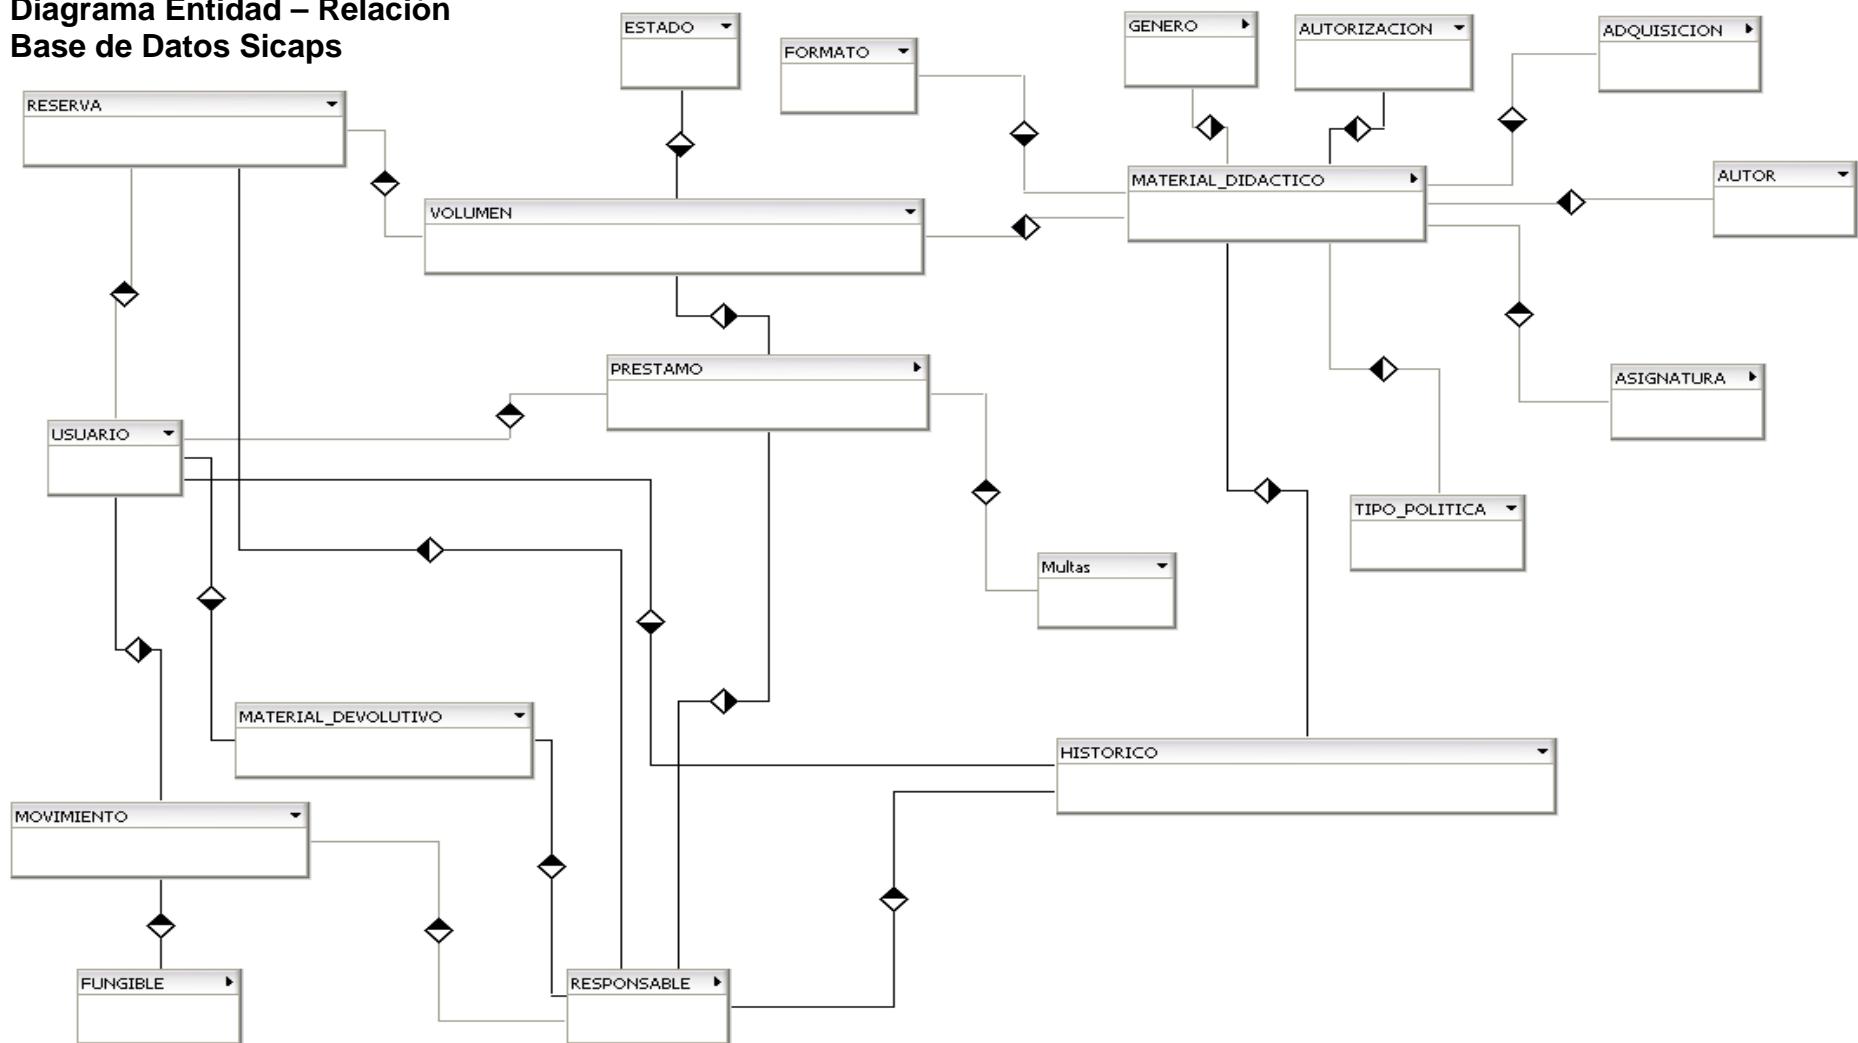 Diagrama Entidad – Relación
Base de Datos Sicaps
ESTADO
FORMATO
GENERO
AUTORIZACION
ADQUISICION
RESERVA
MATERIAL_DIDACTICO
AUTOR
VOLUMEN
PRESTAMO
ASIGNATURA
USUARIO
TIPO_POLITICA
Multas
MATERIAL_DEVOLUTIVO
HISTORICO
MOVIMIENTO
FUNGIBLE
RESPONSABLE